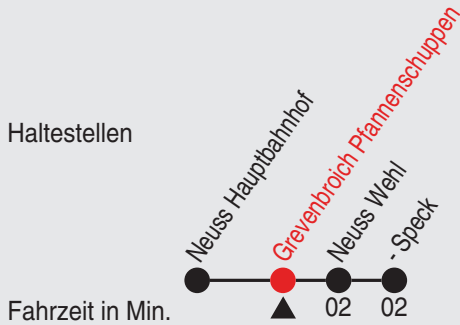 Haltestellen
Neuss Hauptbahnhof
Grevenbroich Pfannenschuppen
Neuss Wehl
- Speck
Fahrzeit in Min.
02
02